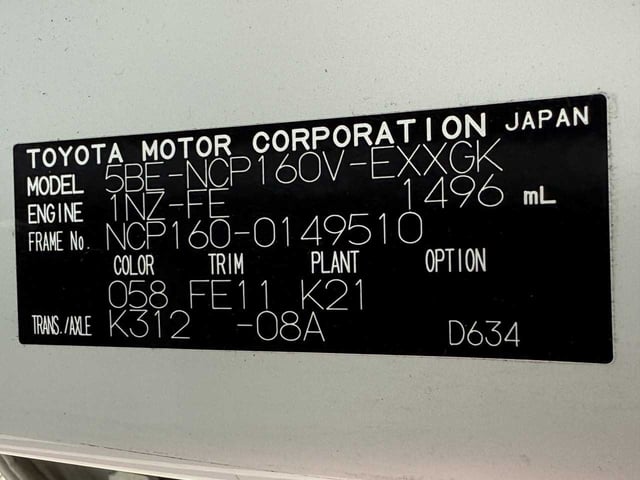 TOYOTA MOTOR CORPORATION JAPAN
MODEL 5BE-NCP160V-EXXGK
ENGINE 1NZ-FE 1496 mL
FRAME No. NCP160-0149510
COLOR TRIM PLANT OPTION
058 FE11 K21
TRANS./AXLE K312 -08A D634